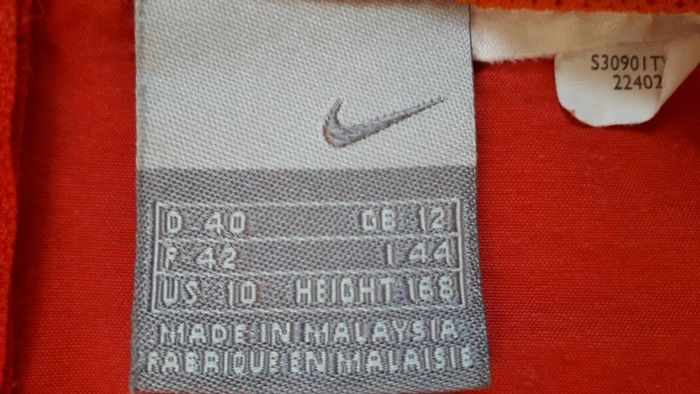 D 40 GB 12
F 42 I 44
US 10 HEIGHT 168
MADE IN MALAYSIA
FABRIQUE EN MALAISIE
S30901TY
22402